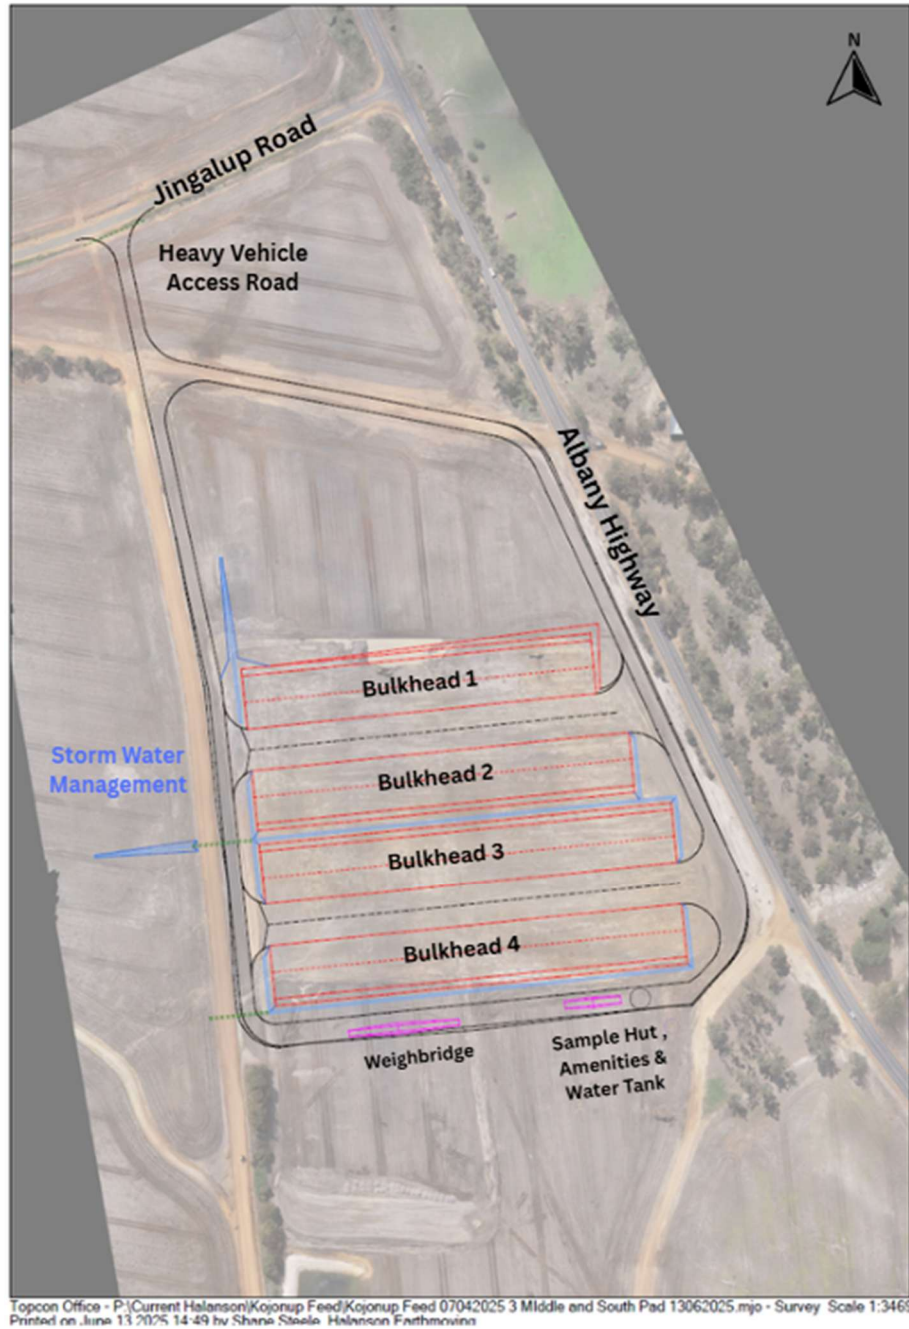 N
Jingalup Road
Heavy Vehicle
Access Road
Albany Highway
Bulkhead 1
Storm Water
Management
Bulkhead 2
Bulkhead 3
Bulkhead 4
Weighbridge
Sample Hut ,
Amenities &
Water Tank
Topcon Office - P:\Current Halanson\Kojonup Feed\Kojonup Feed 07042025 3 Middle and South Pad 13062025.mjo - Survey Scale 1:3469
Printed on June 13 2025 14:49 by Shane Steele, Halanson Earthmoving